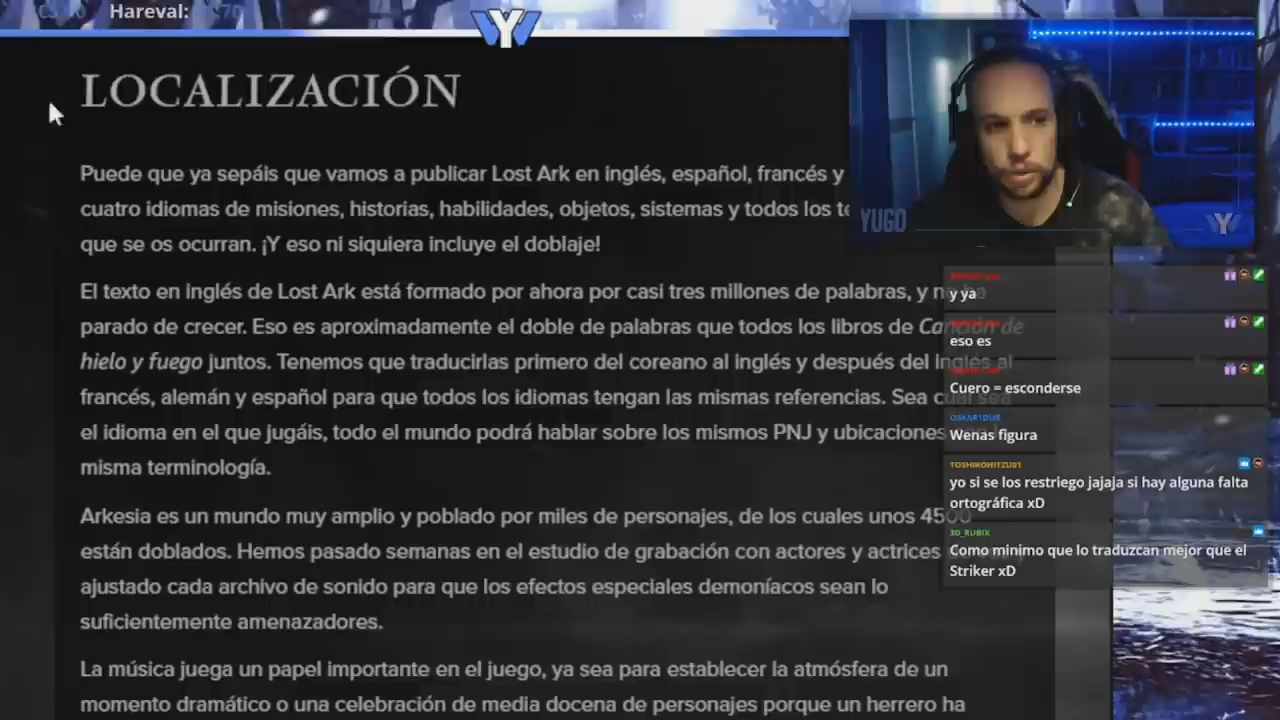 Hareval:
LOCALIZACIÓN
Puede que ya sepáis que vamos a publicar Lost Ark en inglés, español, francés y
cuatro idiomas de misiones, historias, habilidades, objetos, sistemas y todos los
que se os ocurran. ¡Y eso ni siquiera incluye el doblaje!
El texto en inglés de Lost Ark está formado por ahora por casi tres millones de palabras, y no ha
parado de crecer. Eso es aproximadamente el doble de palabras que todos los libros de Canción de
hielo y fuego juntos. Tenemos que traducirlas primero del coreano al inglés y después del inglés al
francés, alemán y español para que todos los idiomas tengan las mismas referencias. Sea cual sea
el idioma en el que jugáis, todo el mundo podrá hablar sobre los mismos PNJ y ubicaciones
misma terminología.
Arkesia es un mundo muy amplio y poblado por miles de personajes, de los cuales unos 4500
están doblados. Hemos pasado semanas en el estudio de grabación con actores y actrices
ajustado cada archivo de sonido para que los efectos especiales demoníacos sean lo
suficientemente amenazadores.
La música juega un papel importante en el juego, ya sea para establecer la atmósfera de un
momento dramático o una celebración de media docena de personajes porque un herrero ha
YUGO
y ya
eso es
Cuero = esconderse
OSKAR1DUB
Wenas figura
TOSHIKOHITZU01
yo si se los restriego jajaja si hay alguna falta
ortográfica xD
3D_RUBIX
Como minimo que lo traduzcan mejor que el
Striker xD